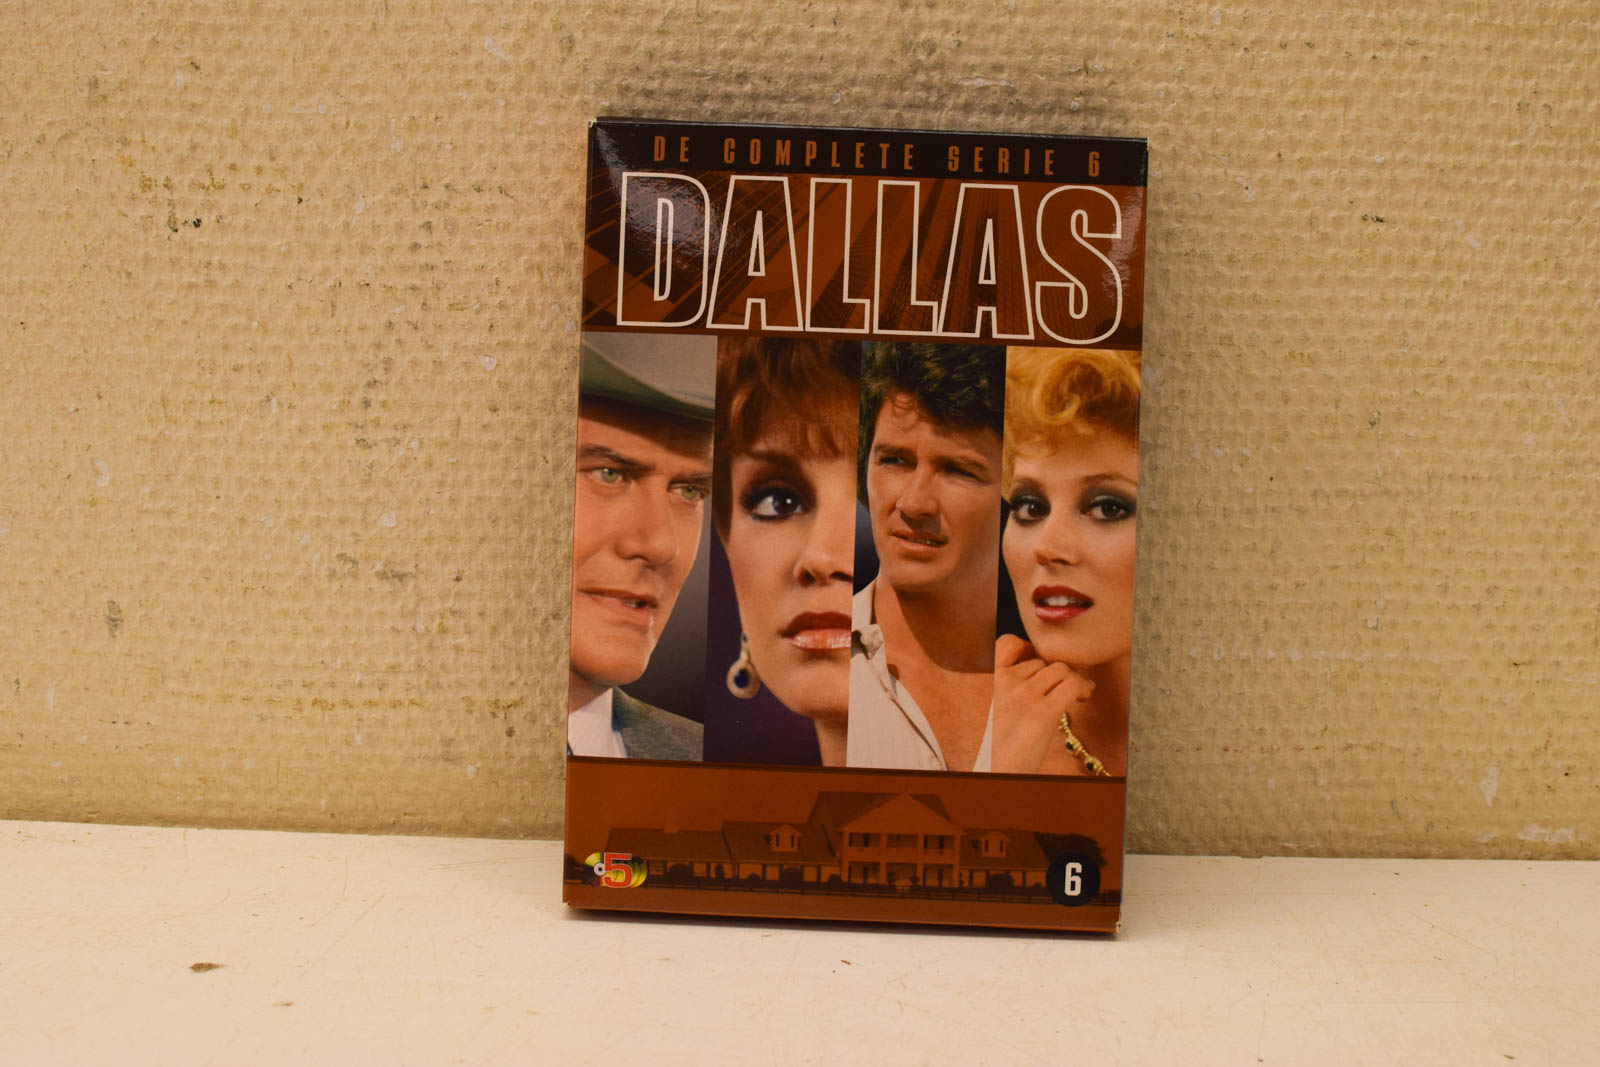 DE COMPLETE SERIE 6
DALLAS
5
6